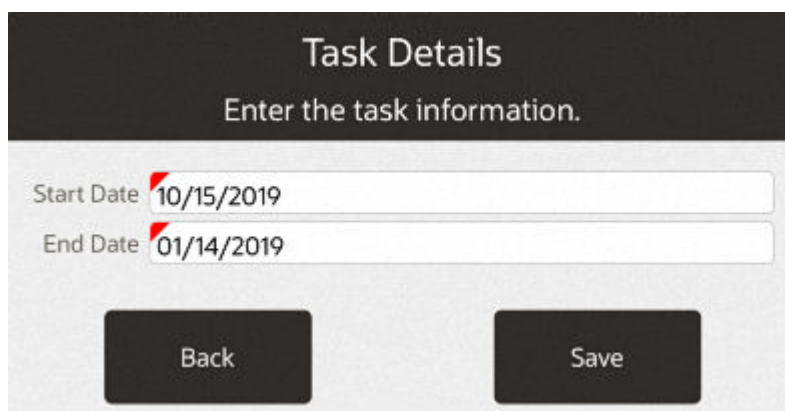 Task Details
Enter the task information.
Start Date 10/15/2019
End Date 01/14/2019
Back Save